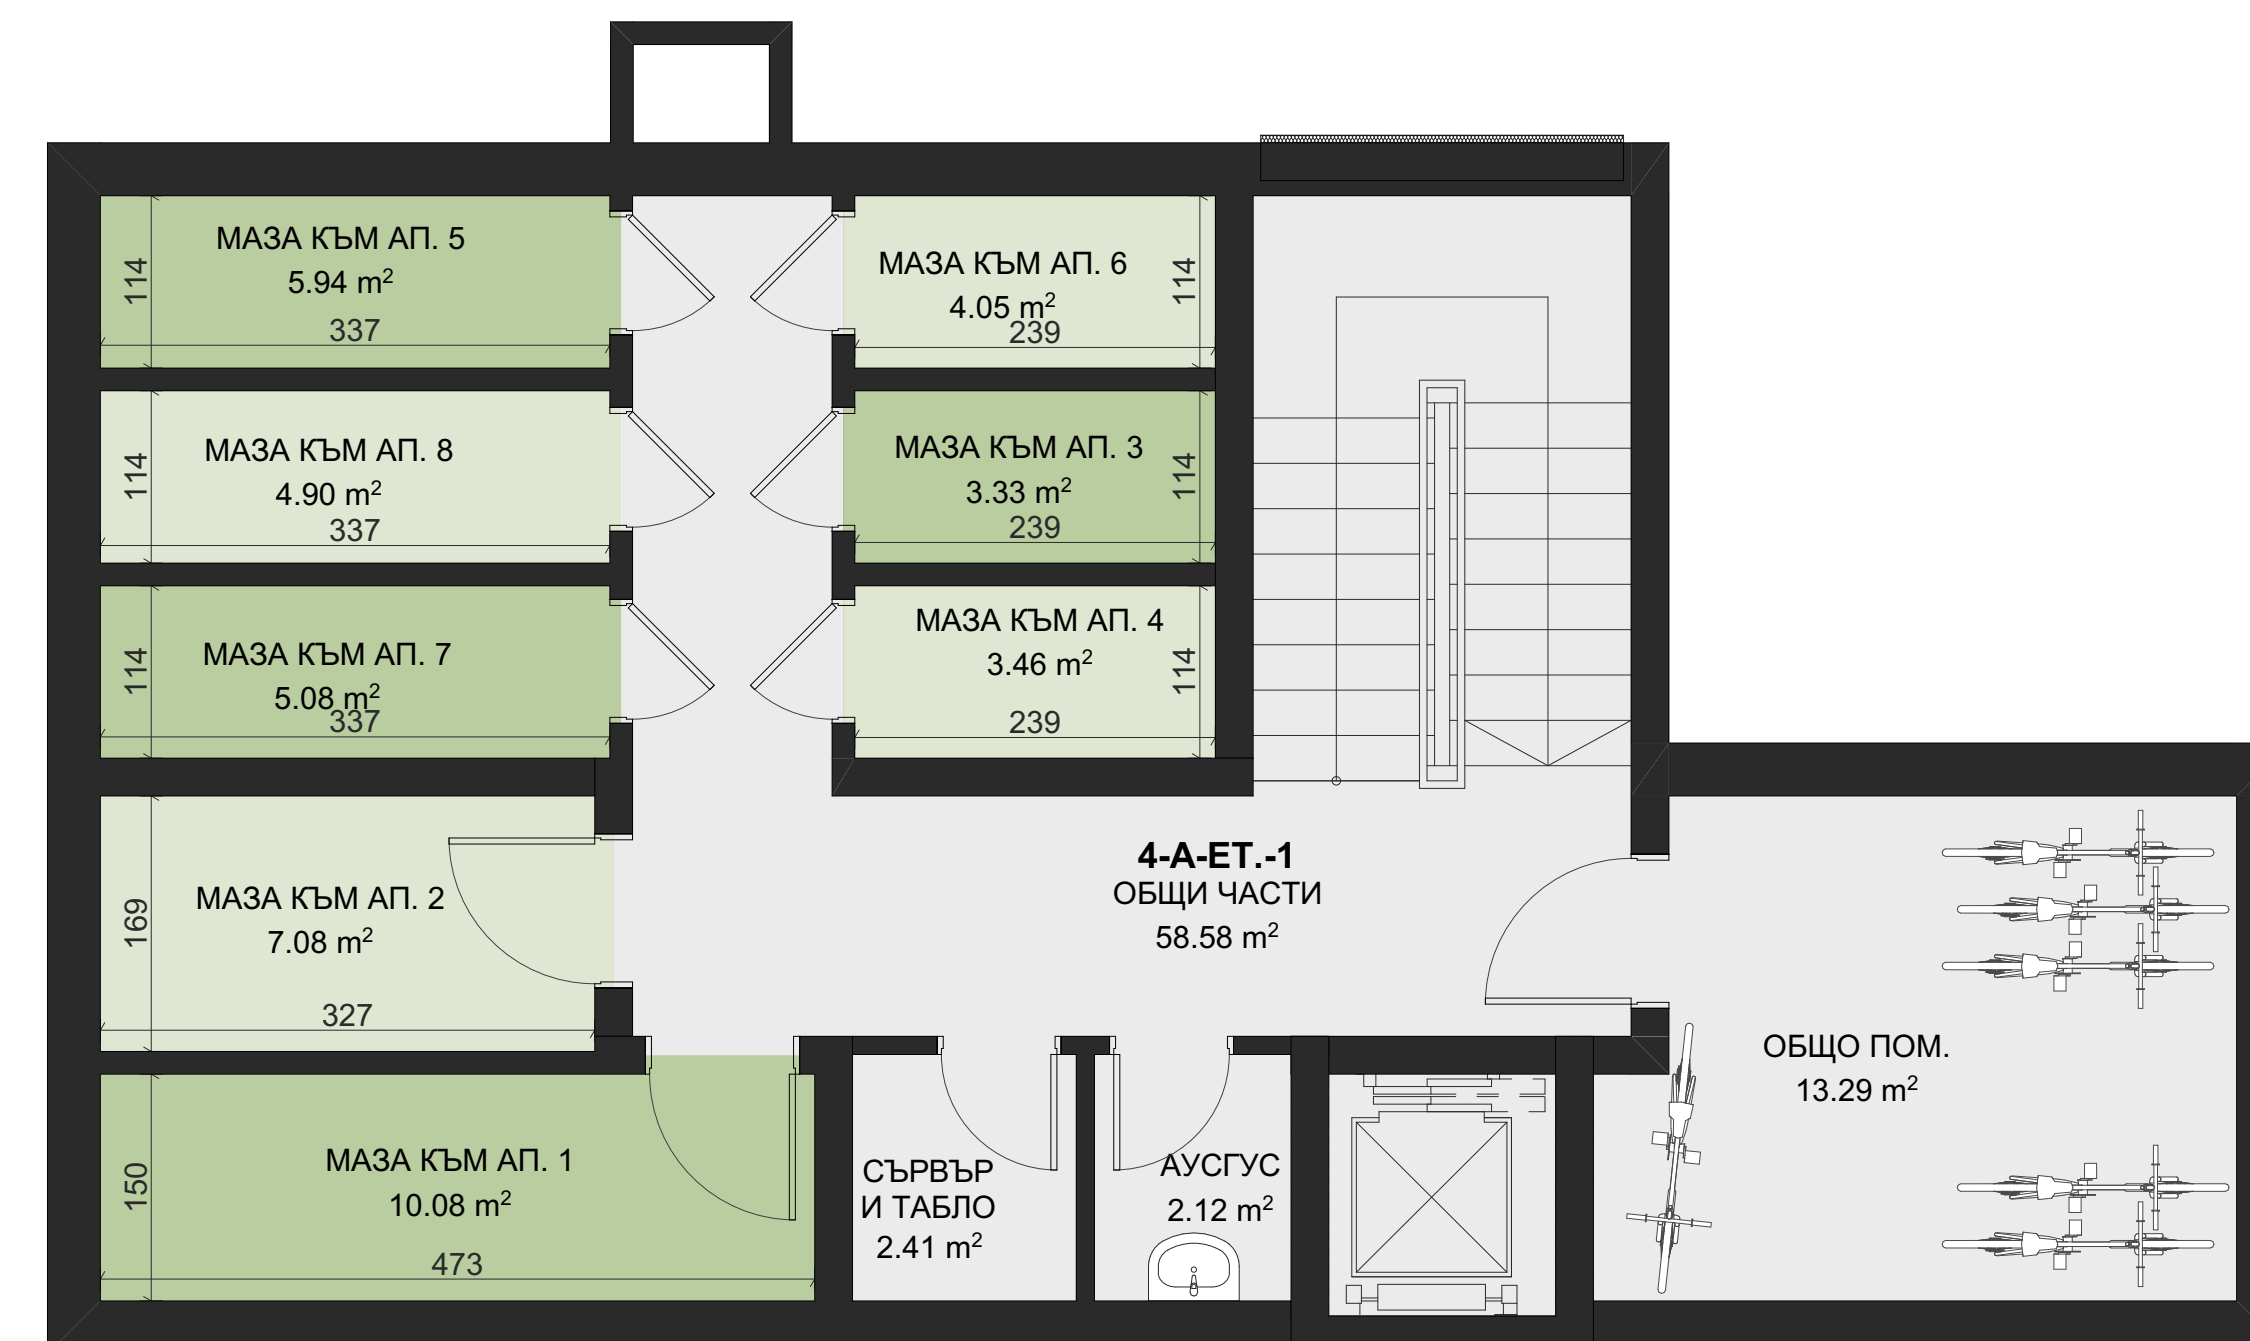 МАЗА КЪМ АП. 5
5.94 m²
114
337
МАЗА КЪМ АП. 6
4.05 m²
114
239
МАЗА КЪМ АП. 8
4.90 m²
114
337
МАЗА КЪМ АП. 3
3.33 m²
114
239
МАЗА КЪМ АП. 7
5.08 m²
114
337
МАЗА КЪМ АП. 4
3.46 m²
114
239
МАЗА КЪМ АП. 2
7.08 m²
169
327
4-А-ЕТ.-1
ОБЩИ ЧАСТИ
58.58 m²
ОБЩО ПОМ.
13.29 m²
МАЗА КЪМ АП. 1
10.08 m²
150
473
СЪРВЪР
И ТАБЛО
2.41 m²
АУСГУС
2.12 m²